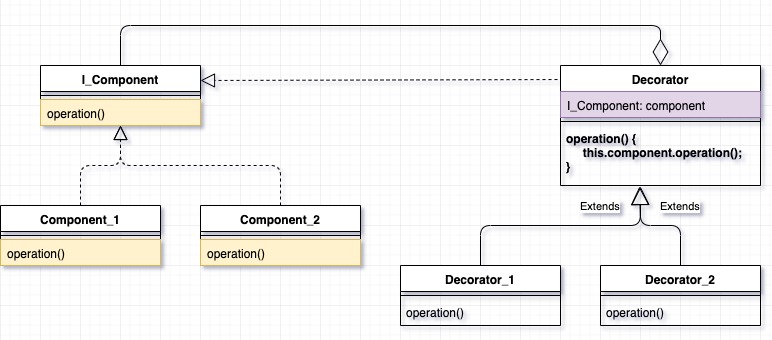 I_Component
operation()
Decorator
I_Component: component
operation() {
this.component.operation();
}
Component_1
operation()
Component_2
operation()
Extends
Extends
Decorator_1
operation()
Decorator_2
operation()